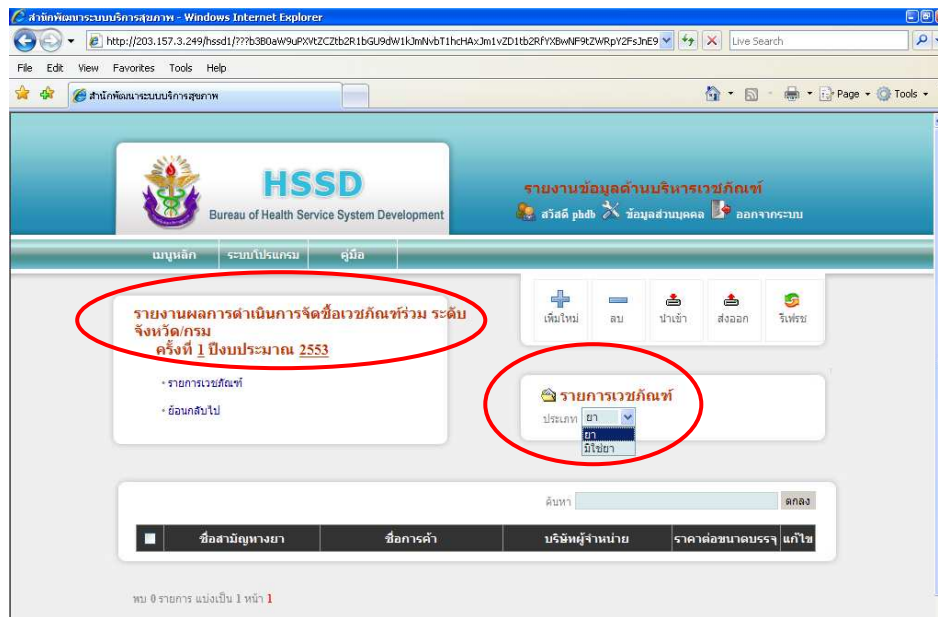 สำนักพัฒนาระบบบริการสุขภาพ - Windows Internet Explorer
Live Search
File Edit View Favorites Tools Help
สำนักพัฒนาระบบบริการสุขภาพ
Page Tools
HSSD
Bureau of Health Service System Development
รายงานข้อมูลด้านบริหารเวชภัณฑ์
สวัสดี phdb ข้อมูลส่วนบุคคล ออกจากระบบ
เมนูหลัก ระบบโปรแกรม คู่มือ
รายงานผลการดำเนินการจัดซื้อเวชภัณฑ์ร่วม ระดับ
จังหวัด/กรม
ครั้งที่ 1 ปีงบประมาณ 2553
รายการเวชภัณฑ์
ย้อนกลับไป
เพิ่มใหม่ ลบ นำเข้า ส่งออก รีเฟรช
รายการเวชภัณฑ์
ประเภท ยา
ยา
มิใช่ยา
ค้นหา ตกลง
ชื่อสามัญทางยา ชื่อการค้า บริษัทผู้จำหน่าย ราคาต่อขนาดบรรจุ แก้ไข
พบ 0 รายการ แบ่งเป็น 1 หน้า 1